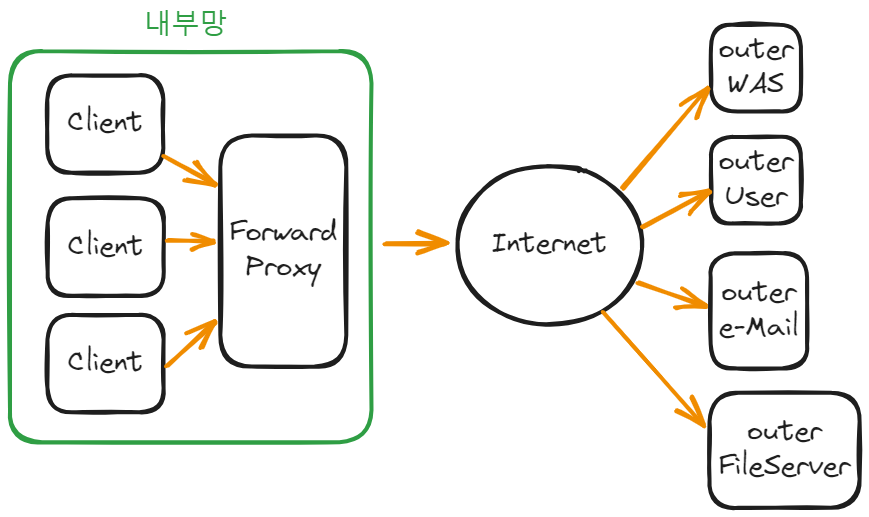 내부망
Client
Client
Client
Forward
Proxy
Internet
outer
WAS
outer
User
outer
e-Mail
outer
FileServer